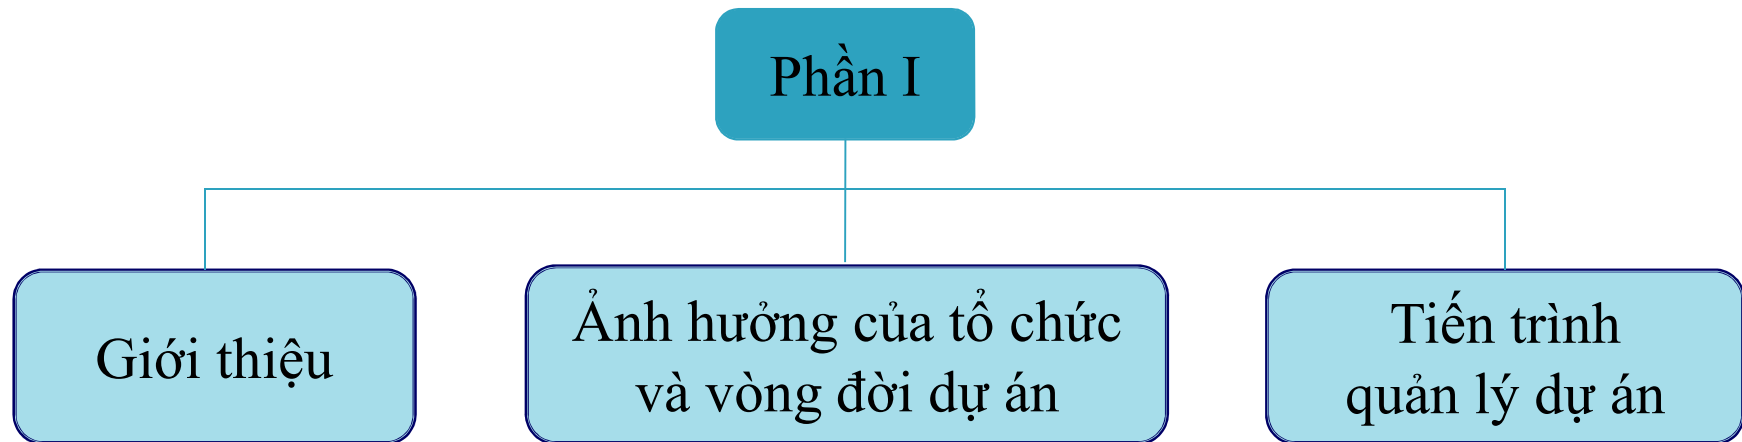 Phần I
Giới thiệu
Ảnh hưởng của tổ chức
và vòng đời dự án
Tiến trình
quản lý dự án